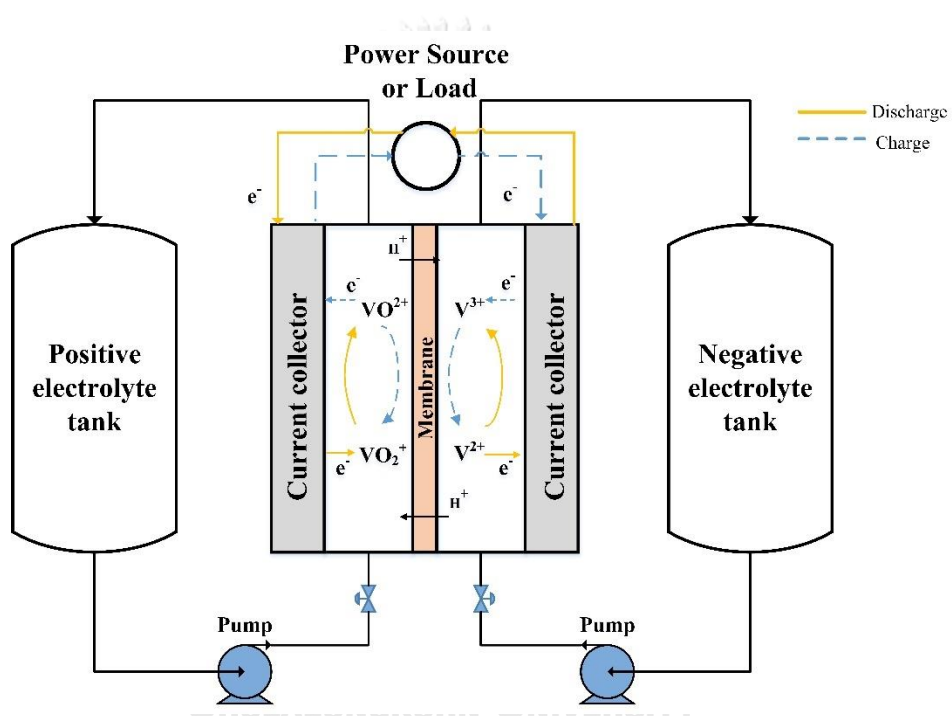 Power Source
or Load
Discharge
Charge
e-
c-
Positive
electrolyte
tank
Current collector
H+
c-
VO2+
VO2+
e-
Membrane
e-
V3+
V2+
e-
H+
Current collector
Negative
electrolyte
tank
Pump
Pump